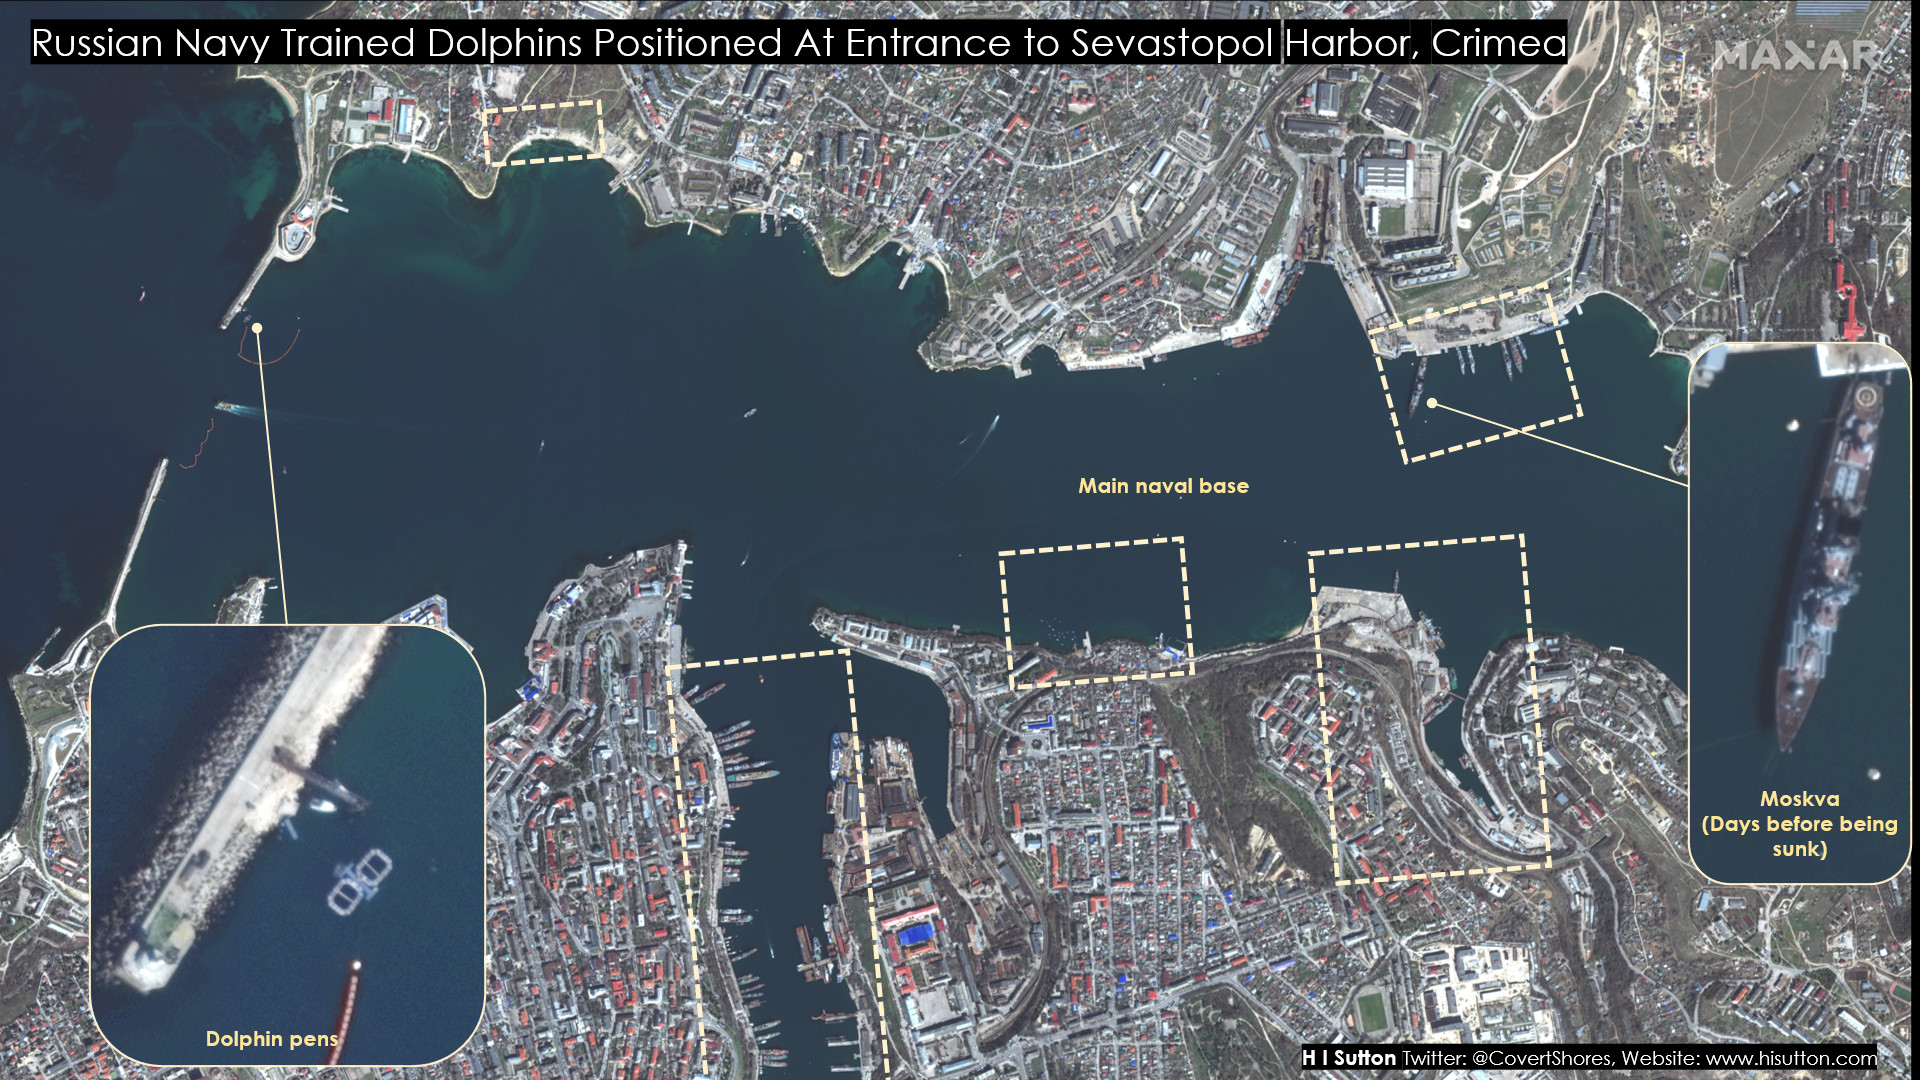 Russian Navy Trained Dolphins Positioned At Entrance to Sevastopol Harbor, Crimea
MAXAR
Main naval base
Moskva
(Days before being
sunk)
Dolphin pens
H I Sutton Twitter: @CovertShores, Website: www.hisutton.com